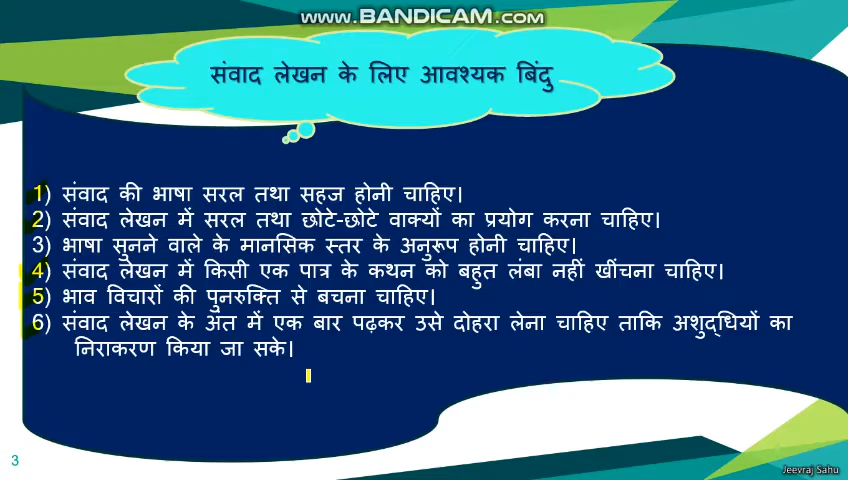 www.BANDICAM.com
संवाद लेखन के लिए आवश्यक बिंदु
1) संवाद की भाषा सरल तथा सहज होनी चाहिए।
2) संवाद लेखन में सरल तथा छोटे-छोटे वाक्यों का प्रयोग करना चाहिए।
3) भाषा सुनने वाले के मानसिक स्तर के अनुरूप होनी चाहिए।
4) संवाद लेखन में किसी एक पात्र के कथन को बहुत लंबा नहीं खींचना चाहिए।
5) भाव विचारों की पुनरुक्ति से बचना चाहिए।
6) संवाद लेखन के अंत में एक बार पढ़कर उसे दोहरा लेना चाहिए ताकि अशुद्धियों का
निराकरण किया जा सके।
3
Jeevraj Sahu